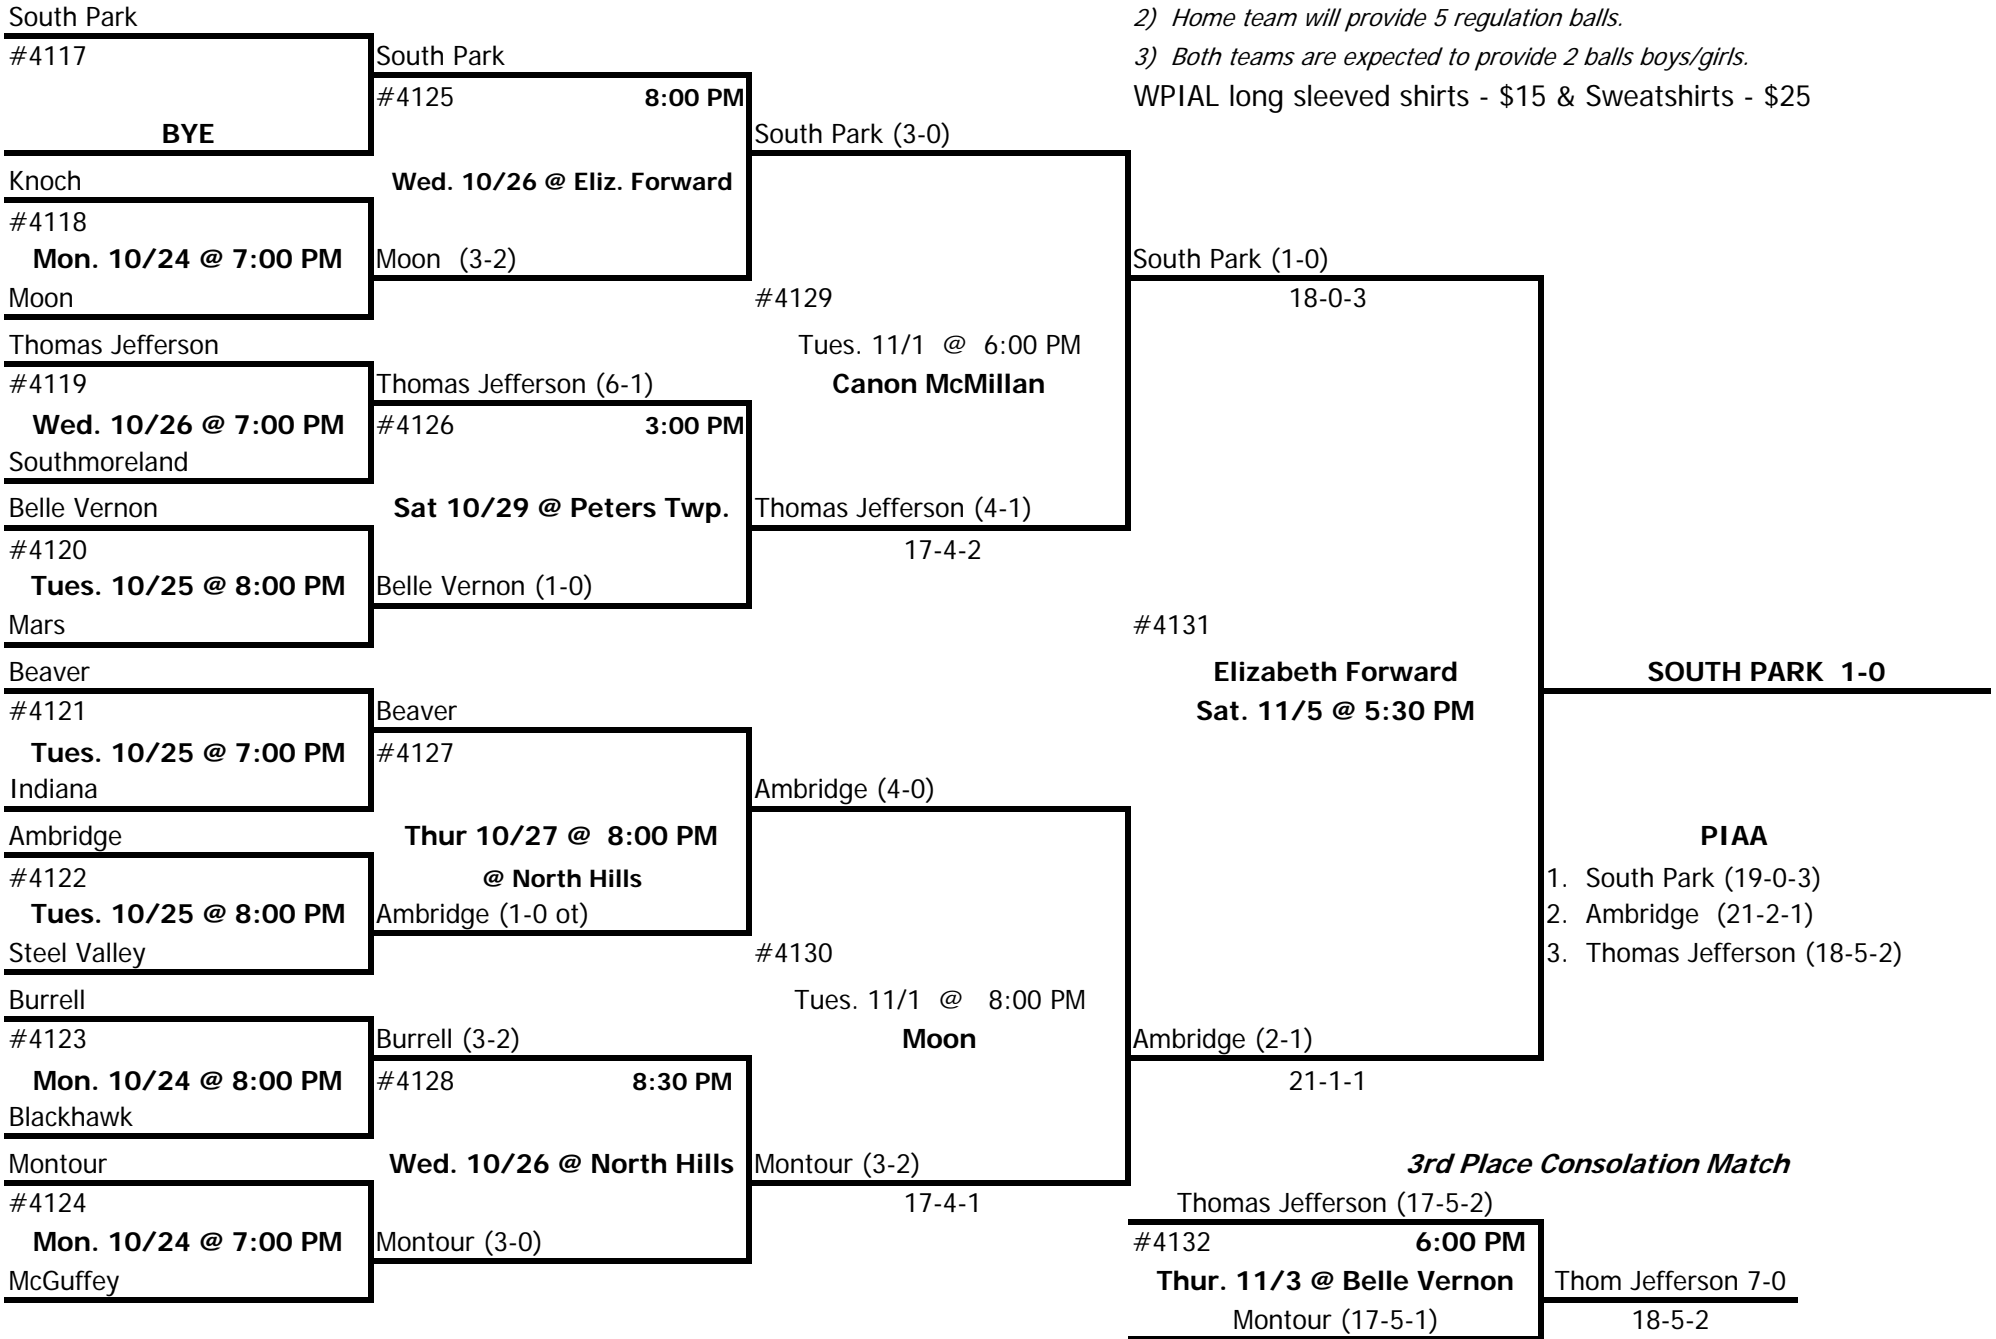 South Park
2) Home team will provide 5 regulation balls.
#4117
South Park
3) Both teams are expected to provide 2 balls boys/girls.
#4125 8:00 PM
WPIAL long sleeved shirts - $15 & Sweatshirts - $25
BYE
South Park (3-0)
Knoch
Wed. 10/26 @ Eliz. Forward
#4118
Mon. 10/24 @ 7:00 PM
Moon (3-2)
South Park (1-0)
Moon
#4129
18-0-3
Thomas Jefferson
Tues. 11/1 @ 6:00 PM
#4119
Thomas Jefferson (6-1)
Canon McMillan
Wed. 10/26 @ 7:00 PM
#4126 3:00 PM
Southmoreland
Belle Vernon
Sat 10/29 @ Peters Twp.
Thomas Jefferson (4-1)
#4120
17-4-2
Tues. 10/25 @ 8:00 PM
Belle Vernon (1-0)
Mars
#4131
Beaver
Elizabeth Forward
SOUTH PARK 1-0
#4121
Beaver
Sat. 11/5 @ 5:30 PM
Tues. 10/25 @ 7:00 PM
#4127
Indiana
Ambridge (4-0)
Ambridge
Thur 10/27 @ 8:00 PM
PIAA
#4122
@ North Hills
1. South Park (19-0-3)
Tues. 10/25 @ 8:00 PM
Ambridge (1-0 ot)
2. Ambridge (21-2-1)
Steel Valley
#4130
3. Thomas Jefferson (18-5-2)
Burrell
Tues. 11/1 @ 8:00 PM
#4123
Burrell (3-2)
Moon
Ambridge (2-1)
Mon. 10/24 @ 8:00 PM
#4128 8:30 PM
21-1-1
Blackhawk
Montour
Wed. 10/26 @ North Hills
Montour (3-2)
3rd Place Consolation Match
#4124
17-4-1
Thomas Jefferson (17-5-2)
Mon. 10/24 @ 7:00 PM
Montour (3-0)
#4132 6:00 PM
McGuffey
Thur. 11/3 @ Belle Vernon
Thom Jefferson 7-0
Montour (17-5-1)
18-5-2